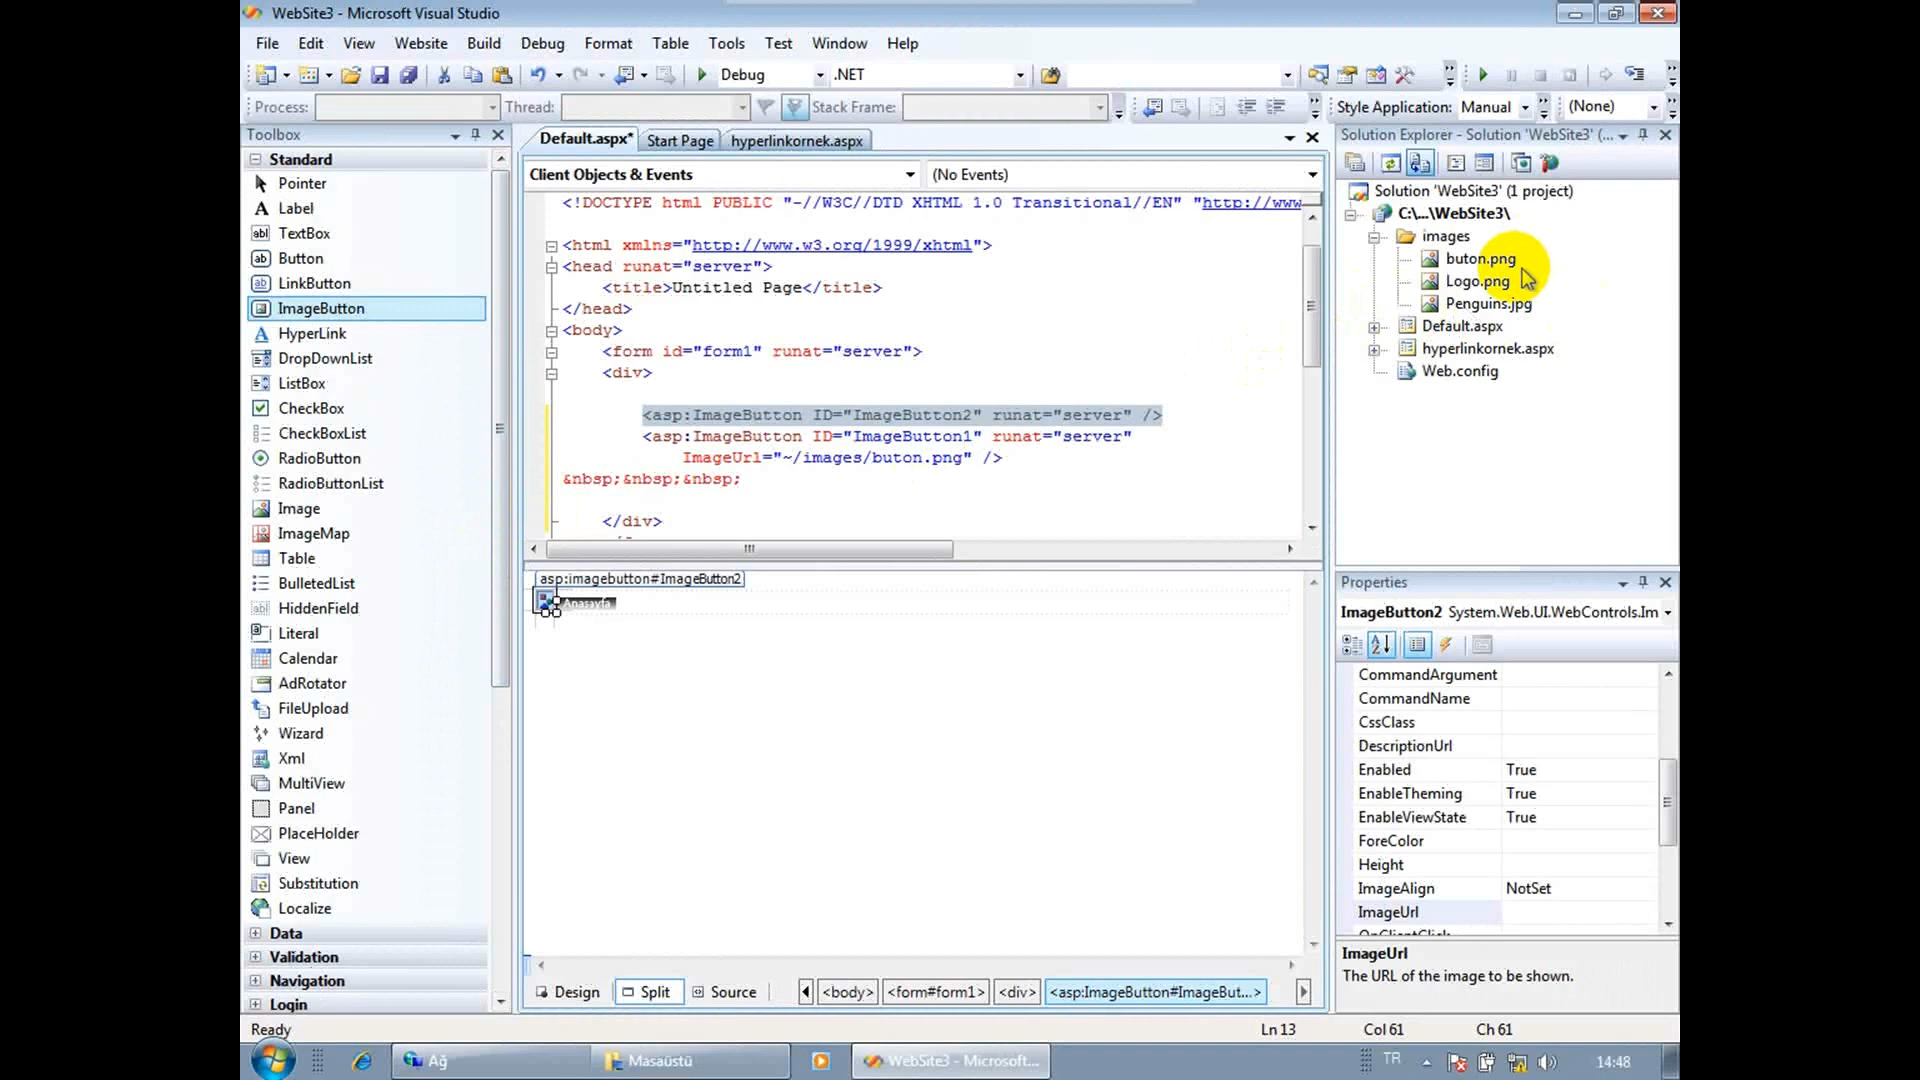 WebSite3 - Microsoft Visual Studio
File Edit View Website Build Debug Format Table Tools Test Window Help
Debug .NET
Process: Thread: Stack Frame: Style Application: Manual (None)
Toolbox
Standard
Pointer
Label
TextBox
Button
LinkButton
ImageButton
HyperLink
DropDownList
ListBox
CheckBox
CheckBoxList
RadioButton
RadioButtonList
Image
ImageMap
Table
BulletedList
HiddenField
Literal
Calendar
AdRotator
FileUpload
Wizard
Xml
MultiView
Panel
PlaceHolder
View
Substitution
Localize
Data
Validation
Navigation
Login
Default.aspx* Start Page hyperlinkornek.aspx
Client Objects & Events (No Events)
<!DOCTYPE html PUBLIC "-//W3C//DTD XHTML 1.0 Transitional//EN" "http://www
<html xmlns="http://www.w3.org/1999/xhtml">
<head runat="server">
<title>Untitled Page</title>
</head>
<body>
<form id="form1" runat="server">
<div>
<asp:ImageButton ID="ImageButton2" runat="server" />
<asp:ImageButton ID="ImageButton1" runat="server"
ImageUrl="~/images/buton.png" />
&nbsp;&nbsp;&nbsp;
</div>
asp:imagebutton#ImageButton2
Anasayfa
Design Split Source <body> <form#form1> <div> <asp:ImageButton#ImageBut...>
Solution Explorer - Solution 'WebSite3' (...
Solution 'WebSite3' (1 project)
C:\...\WebSite3\
images
buton.png
Logo.png
Penguins.jpg
Default.aspx
hyperlinkornek.aspx
Web.config
Properties
ImageButton2 System.Web.UI.WebControls.Im
CommandArgument
CommandName
CssClass
DescriptionUrl
Enabled True
EnableTheming True
EnableViewState True
ForeColor
Height
ImageAlign NotSet
ImageUrl
OnClientClick
ImageUrl
The URL of the image to be shown.
Ready Ln 13 Col 61 Ch 61
Ağ Masaüstü WebSite3 - Microsoft... TR 14:48